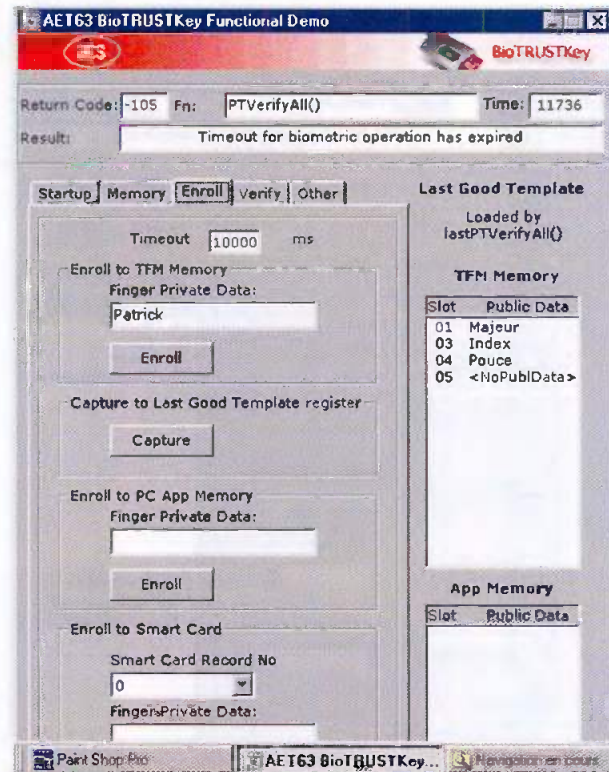 AET63 BioTRUSTKey Functional Demo
BioTRUSTKey
Return Code: -105 Fn: PTVerifyAll() Time: 11736
Result: Timeout for biometric operation has expired
Startup Memory Enroll Verify Other
Timeout 10000 ms
Enroll to TFM Memory
Finger Private Data:
Patrick
Enroll
Capture to Last Good Template register
Capture
Enroll to PC App Memory
Finger Private Data:
Enroll
Enroll to Smart Card
Smart Card Record No
0
Finger Private Data:
Last Good Template
Loaded by
lastPTVerifyAll()
TFM Memory
Slot Public Data
01 Majeur
03 Index
04 Pouce
05 <NoPublData>
App Memory
Slot Public Data
Paint Shop Pro AET63 BioTRUSTKey... Navigation en cours